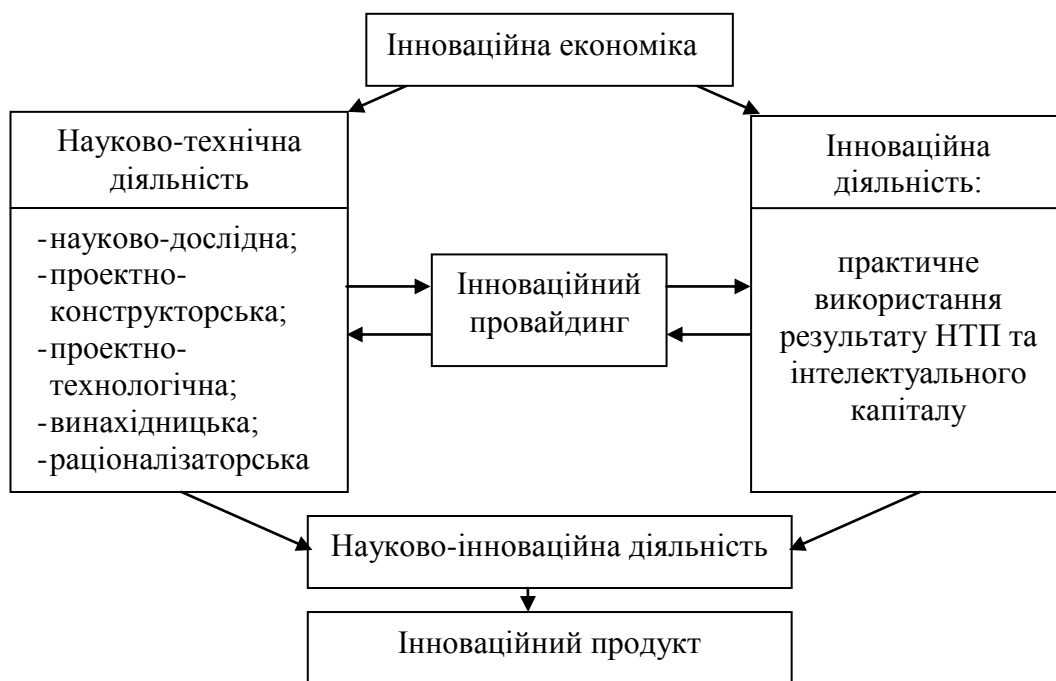 Інноваційна економіка
Науково-технічна
діяльність
-науково-дослідна;
-проектно-
конструкторська;
-проектно-
технологічна;
-винахідницька;
-раціоналізаторська
Інноваційний
провайдинг
Інноваційна
діяльність:
практичне
використання
результату НТП та
інтелектуального
капіталу
Науково-інноваційна діяльність
Інноваційний продукт